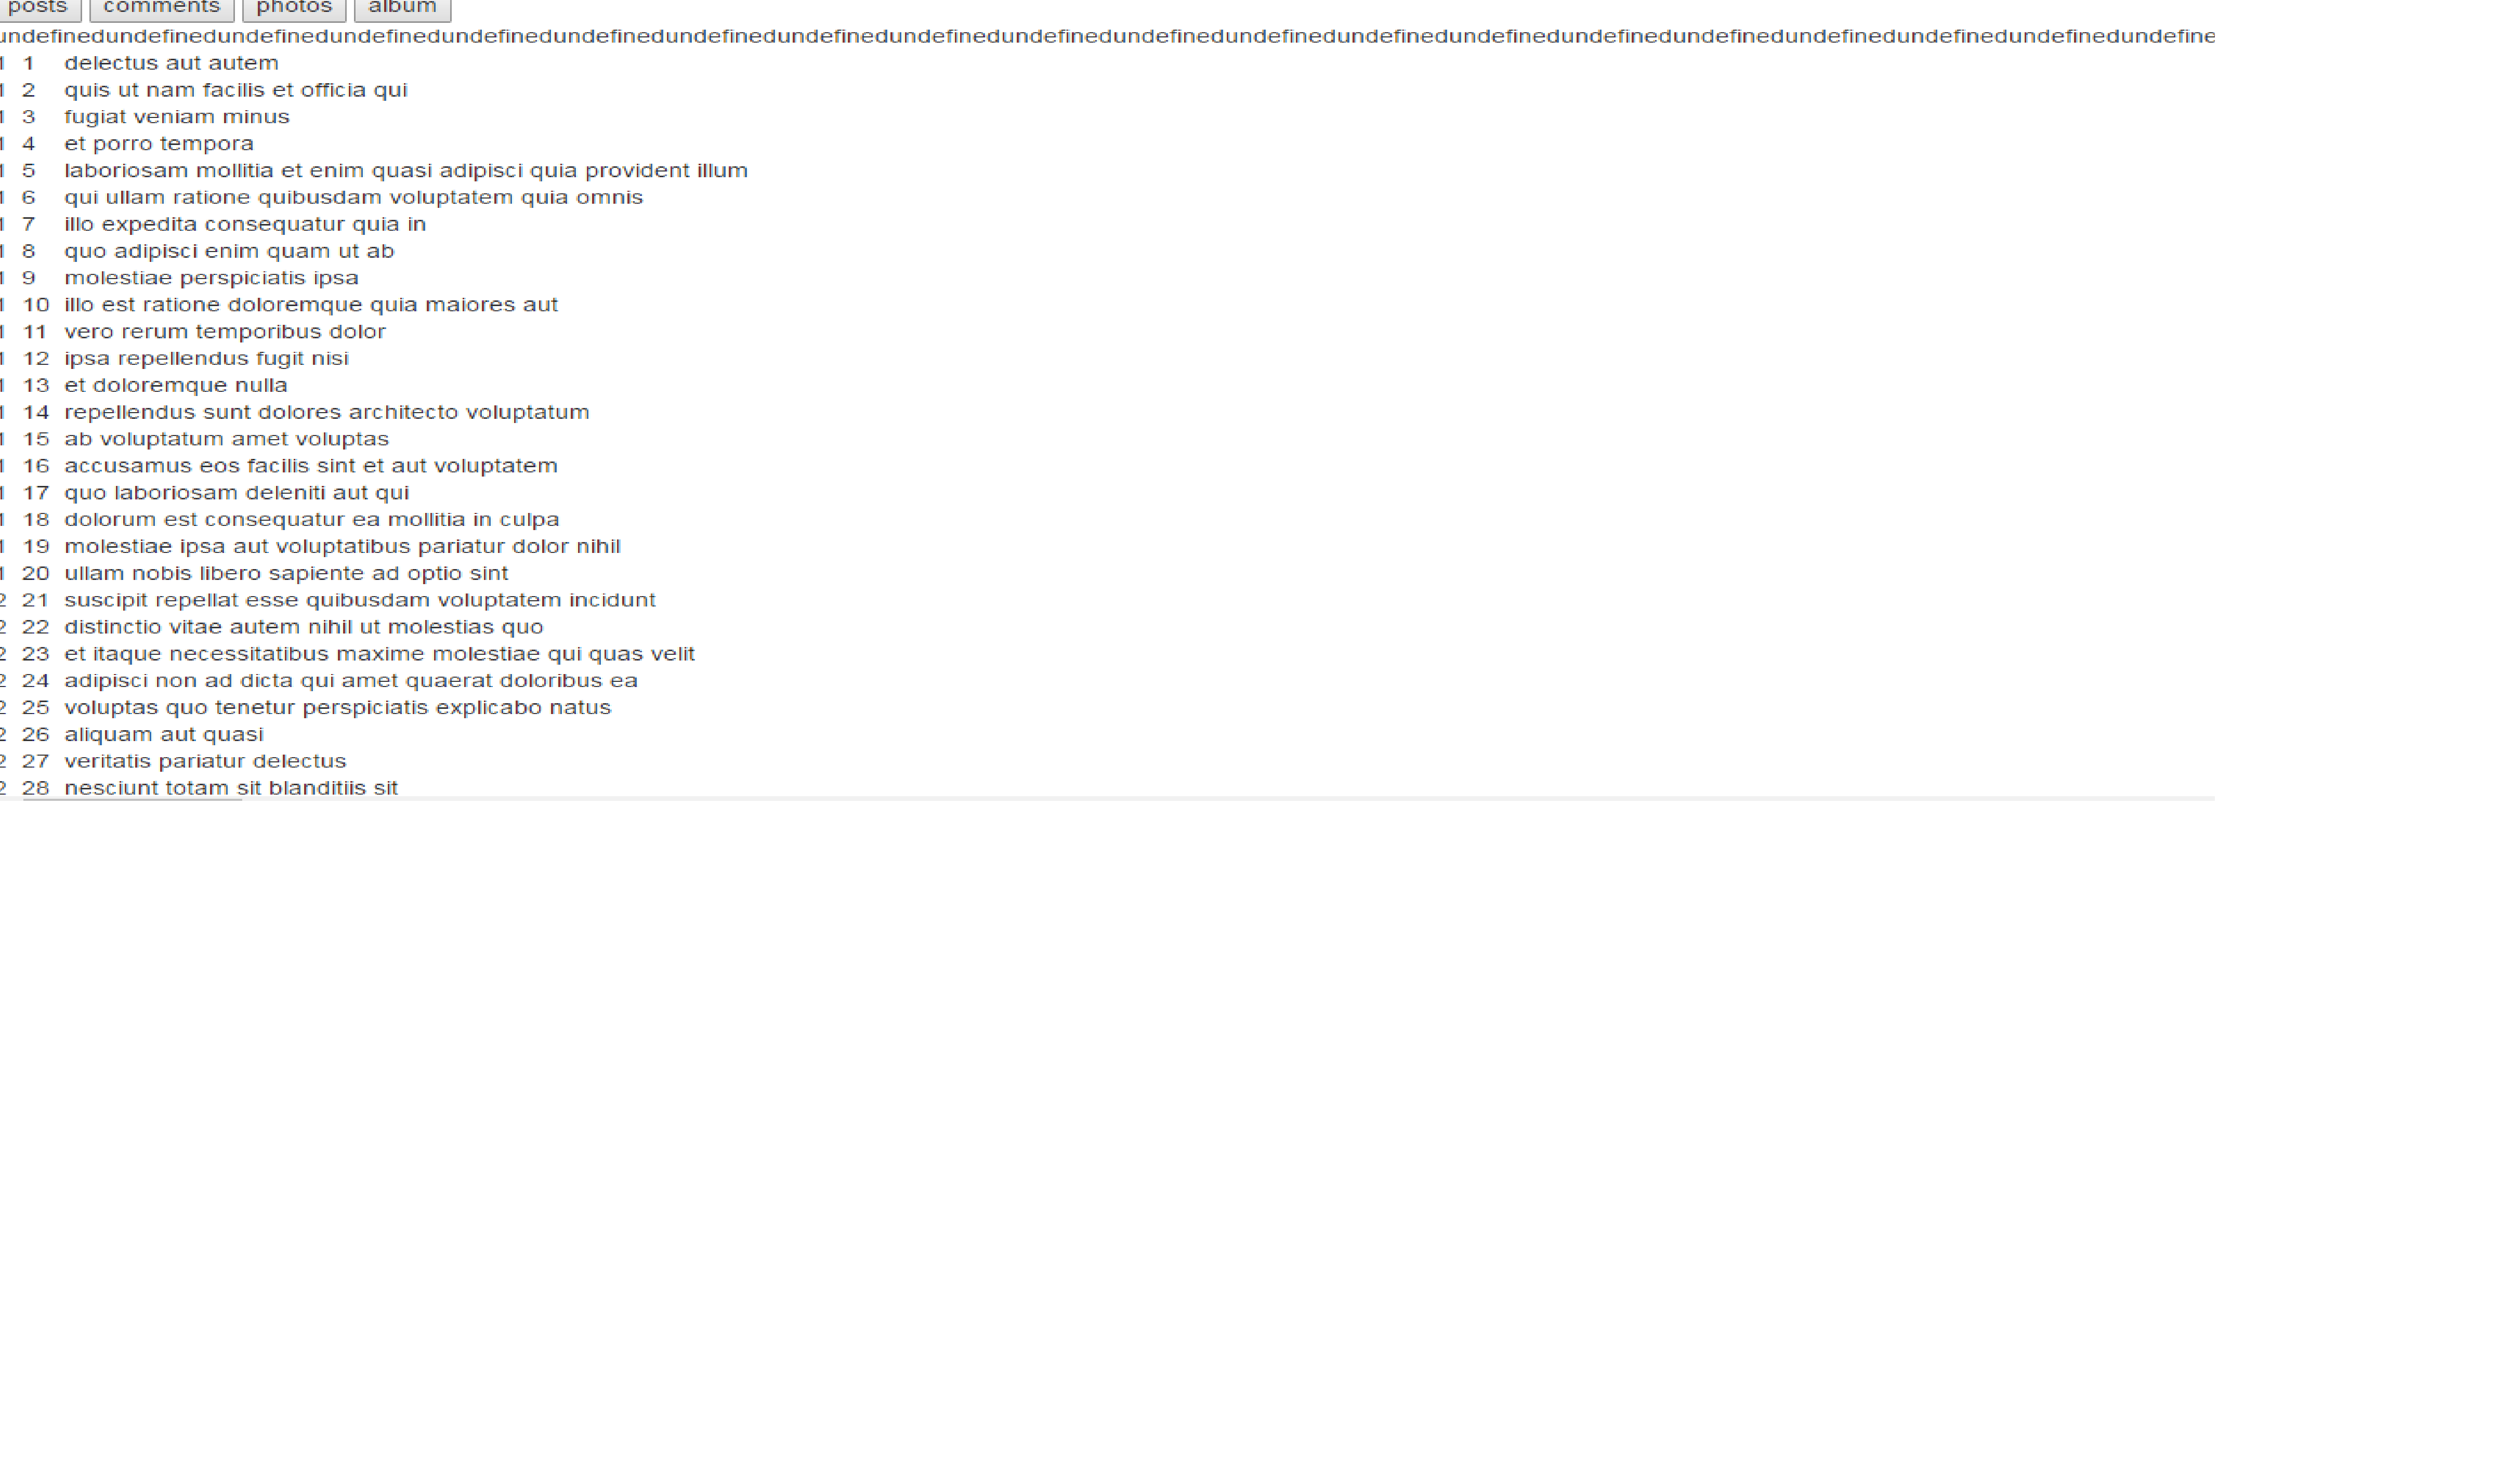 posts comments photos album
undefinedundefinedundefinedundefinedundefinedundefinedundefinedundefinedundefinedundefinedundefinedundefinedundefinedundefinedundefinedundefinedundefinedundefinedundefinedundefine
1 1 delectus aut autem
1 2 quis ut nam facilis et officia qui
1 3 fugiat veniam minus
1 4 et porro tempora
1 5 laboriosam mollitia et enim quasi adipisci quia provident illum
1 6 qui ullam ratione quibusdam voluptatem quia omnis
1 7 illo expedita consequatur quia in
1 8 quo adipisci enim quam ut ab
1 9 molestiae perspiciatis ipsa
1 10 illo est ratione doloremque quia maiores aut
1 11 vero rerum temporibus dolor
1 12 ipsa repellendus fugit nisi
1 13 et doloremque nulla
1 14 repellendus sunt dolores architecto voluptatum
1 15 ab voluptatum amet voluptas
1 16 accusamus eos facilis sint et aut voluptatem
1 17 quo laboriosam deleniti aut qui
1 18 dolorum est consequatur ea mollitia in culpa
1 19 molestiae ipsa aut voluptatibus pariatur dolor nihil
1 20 ullam nobis libero sapiente ad optio sint
2 21 suscipit repellat esse quibusdam voluptatem incidunt
2 22 distinctio vitae autem nihil ut molestias quo
2 23 et itaque necessitatibus maxime molestiae qui quas velit
2 24 adipisci non ad dicta qui amet quaerat doloribus ea
2 25 voluptas quo tenetur perspiciatis explicabo natus
2 26 aliquam aut quasi
2 27 veritatis pariatur delectus
2 28 nesciunt totam sit blanditiis sit